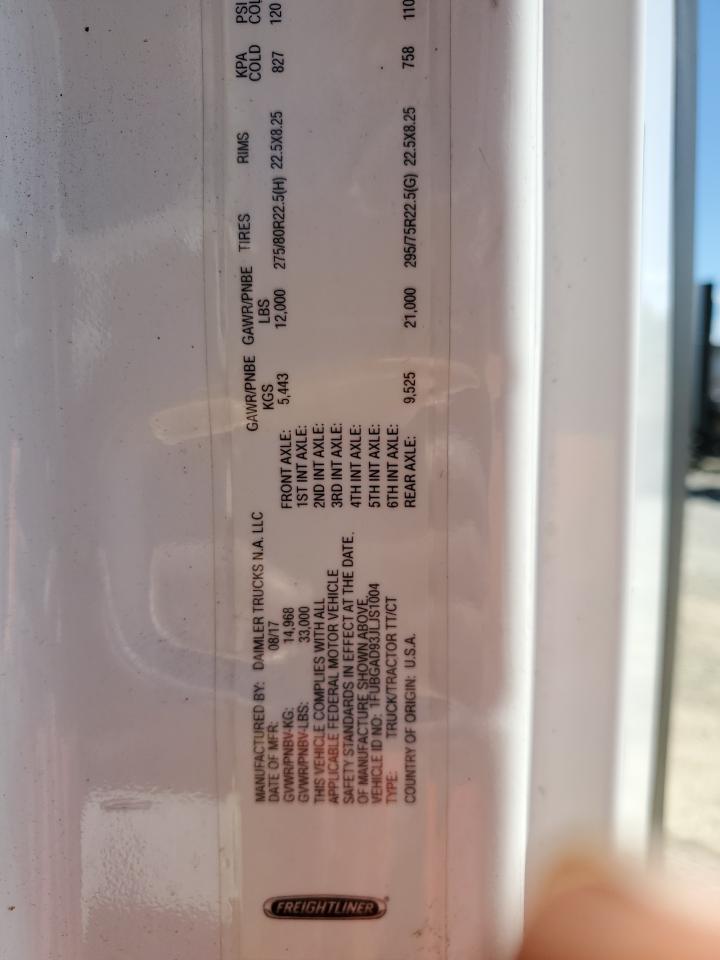 FREIGHTLINER
MANUFACTURED BY: DAIMLER TRUCKS N.A. LLC
DATE OF MFR: 08/17
GVWR/PNBV-KG: 14,968
GVWR/PNBV-LBS: 33,000
THIS VEHICLE COMPLIES WITH ALL
APPLICABLE FEDERAL MOTOR VEHICLE
SAFETY STANDARDS IN EFFECT AT THE DATE
OF MANUFACTURE SHOWN ABOVE.
VEHICLE ID NO: 1FUBGAD93JLJS1004
TYPE: TRUCK/TRACTOR TT/CT
COUNTRY OF ORIGIN: U.S.A.
GAWR/PNBE GAWR/PNBE TIRES RIMS KPA PSI
KGS LBS COLD
FRONT AXLE: 5,443 12,000 275/80R22.5(H) 22.5X8.25 827 120
1ST INT AXLE:
2ND INT AXLE:
3RD INT AXLE:
4TH INT AXLE:
5TH INT AXLE:
6TH INT AXLE:
REAR AXLE: 9,525 21,000 295/75R22.5(G) 22.5X8.25 758 110